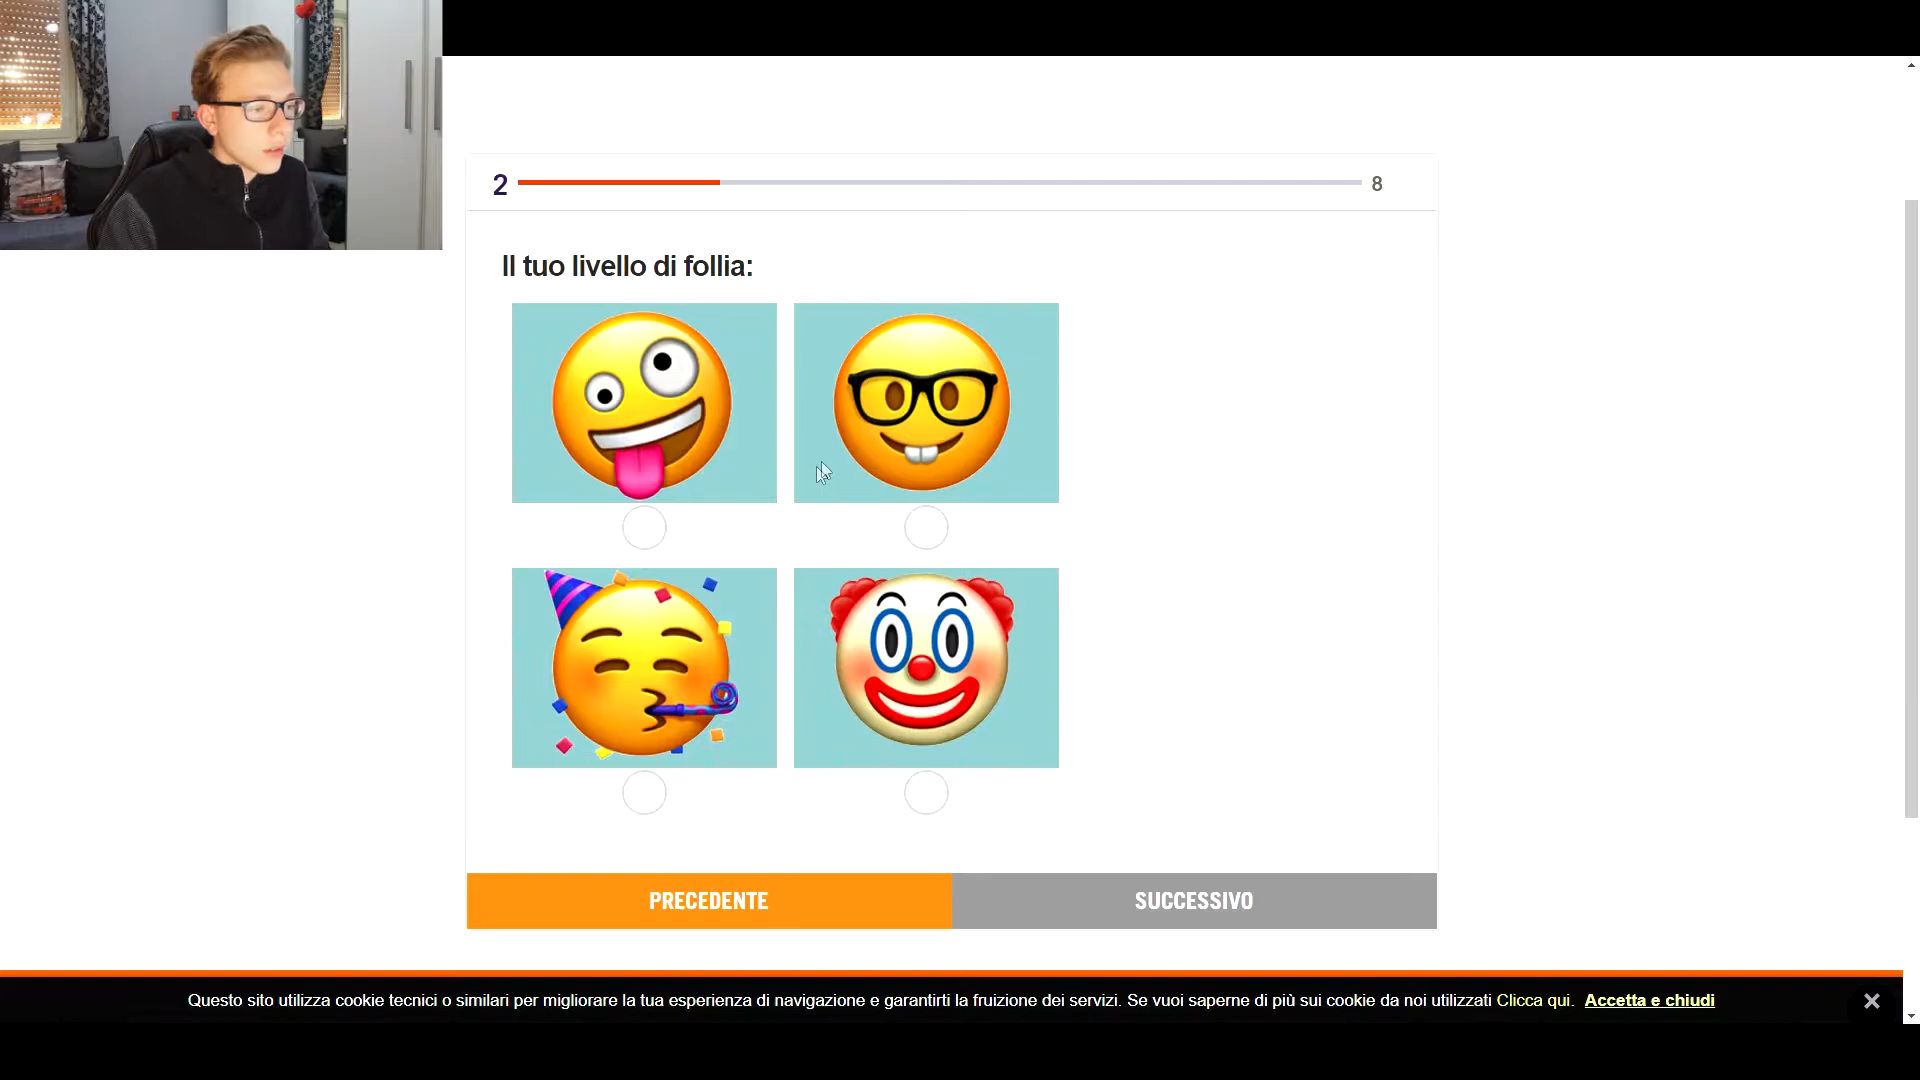 2
8
Il tuo livello di follia:
PRECEDENTE
SUCCESSIVO
Questo sito utilizza cookie tecnici o similari per migliorare la tua esperienza di navigazione e garantirti la fruizione dei servizi. Se vuoi saperne di più sui cookie da noi utilizzati Clicca qui. Accetta e chiudi